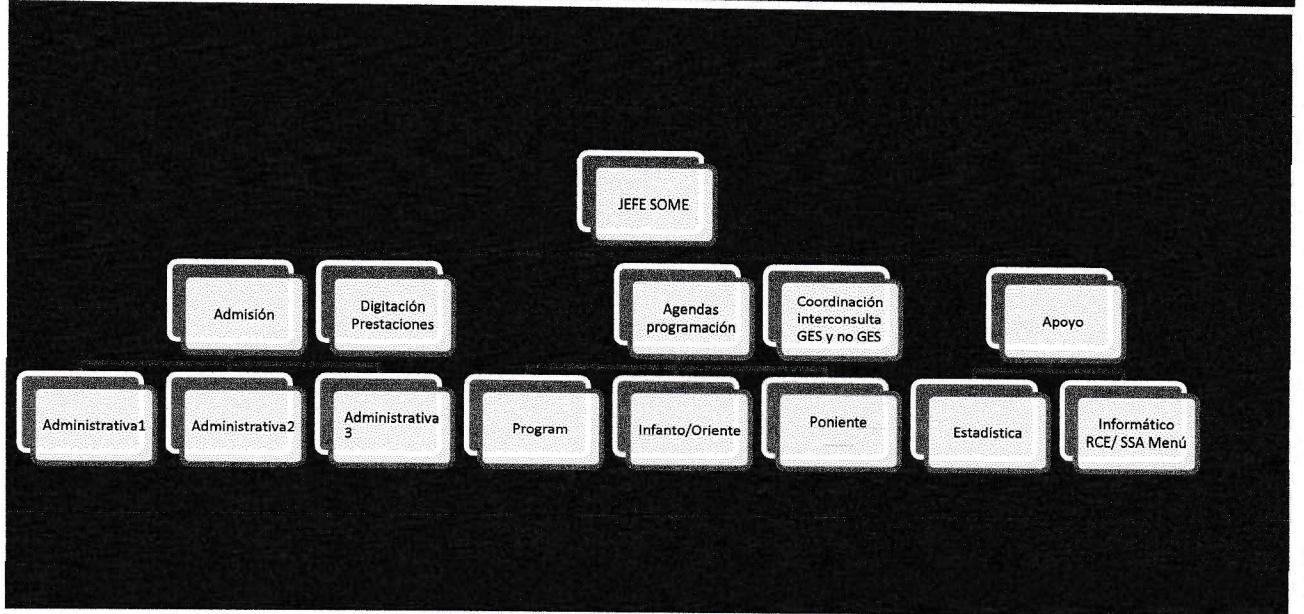 JEFE SOME
Admisión
Digitación
Prestaciones
Agendas
programación
Coordinación
interconsulta
GES y no GES
Apoyo
Administrativa1
Administrativa2
Administrativa
3
Program
Infanto/Oriente
Poniente
Estadística
Informático
RCE/ SSA Menú